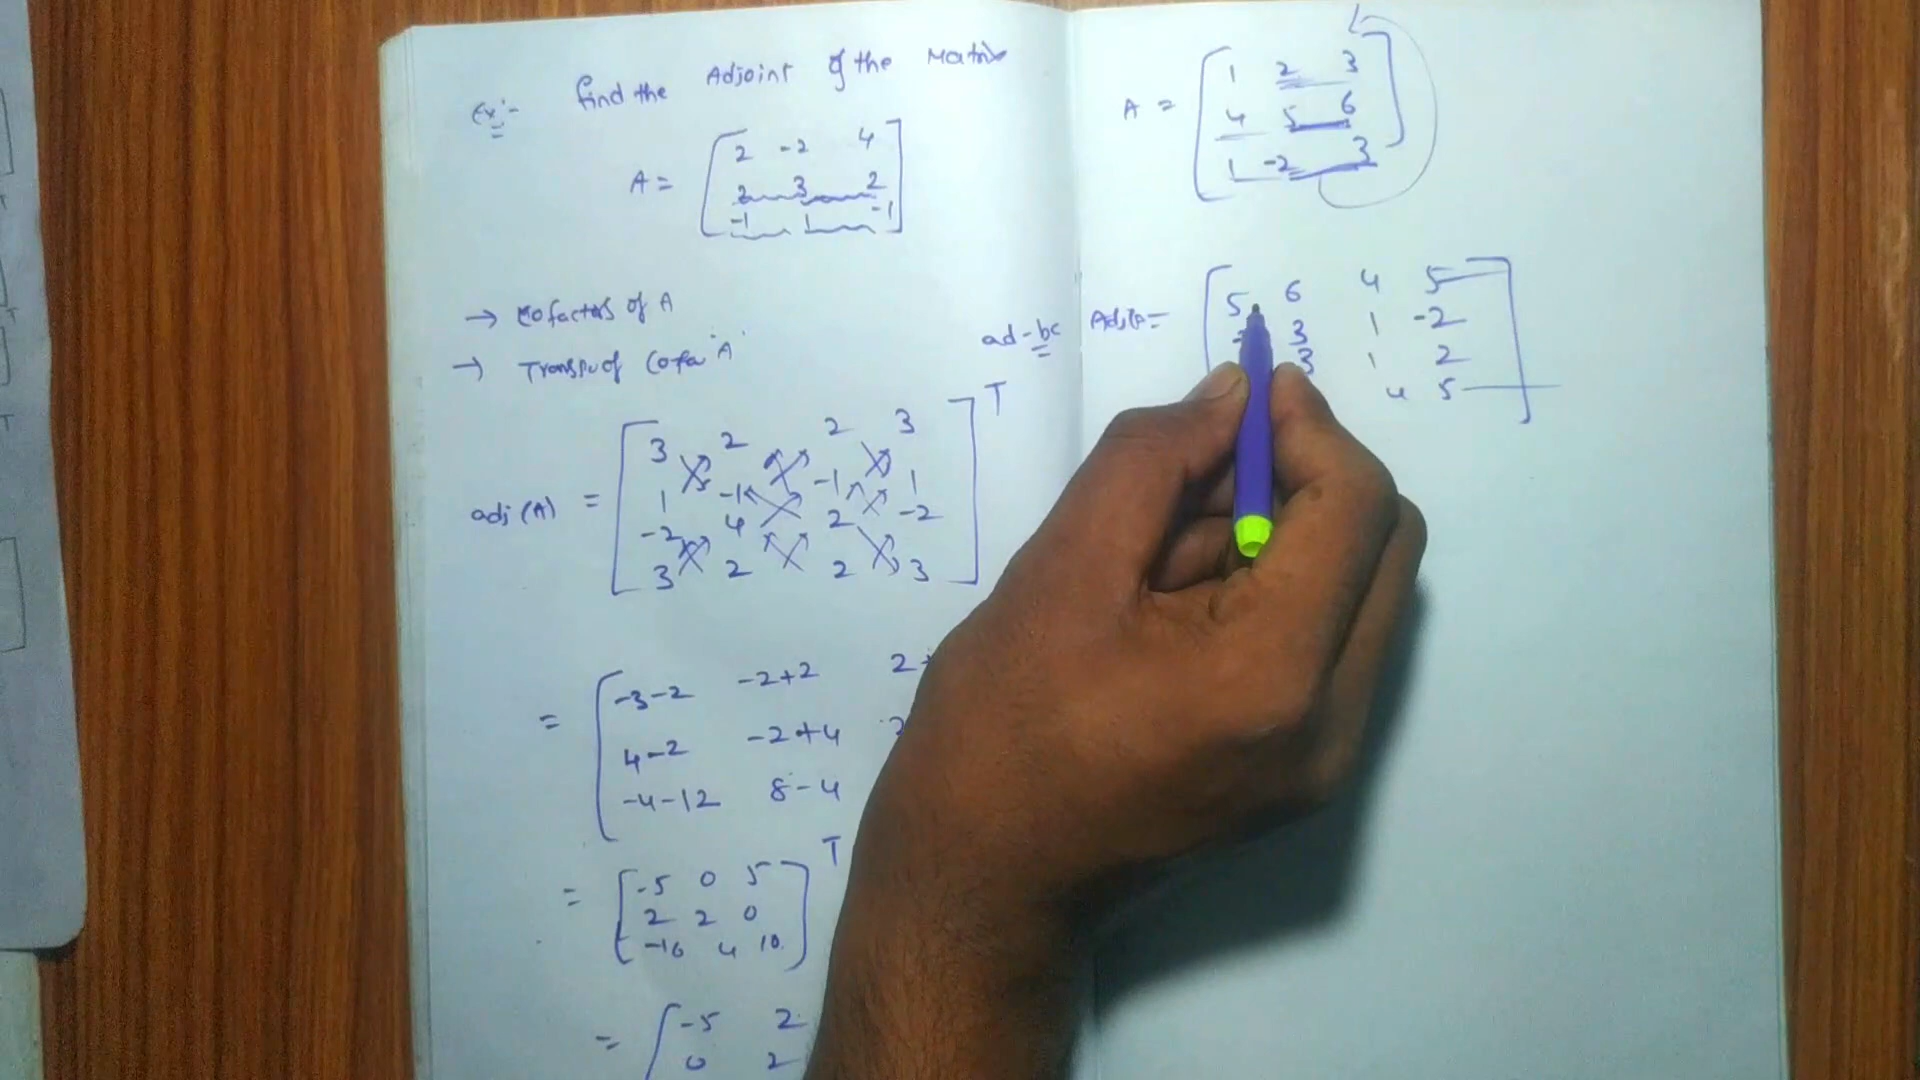 Ex:- find the Adjoint of the Matrix
A = [ 2 -2 4
2 3 2
-1 1 -1 ]
→ cofactors of A
→ Transpu of Cofa 'A'
adj(A) = [ 3 2 2 3
1 -1 -1 1
-2 4 2 -2
3 2 2 3 ] T
= [ -3-2 -2+2 2+
4-2 -2+4 2
-4-12 8-4
= [ -5 0 5
2 2 0
-16 4 10 ] T
= [ -5 2
0 2
A = [ 1 2 3
4 5 6
1 -2 3 ]
ad-bc
Adj(A = [ 5 6 4 5
3 1 -2
3 1 2
4 5 ]